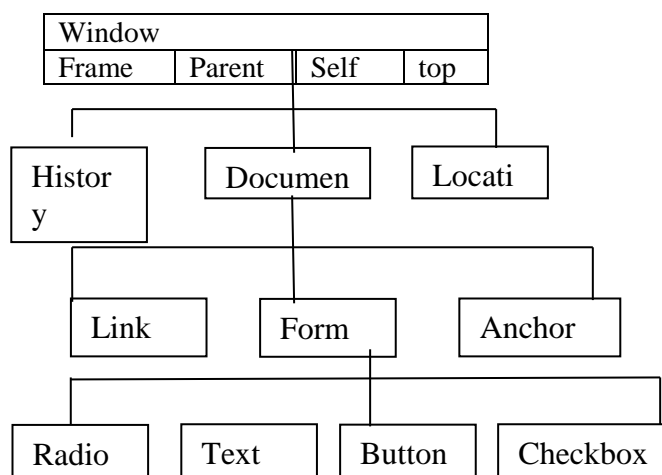 Window
Frame Parent Self top
Histor
y
Documen
Locati
Link
Form
Anchor
Radio
Text
Button
Checkbox